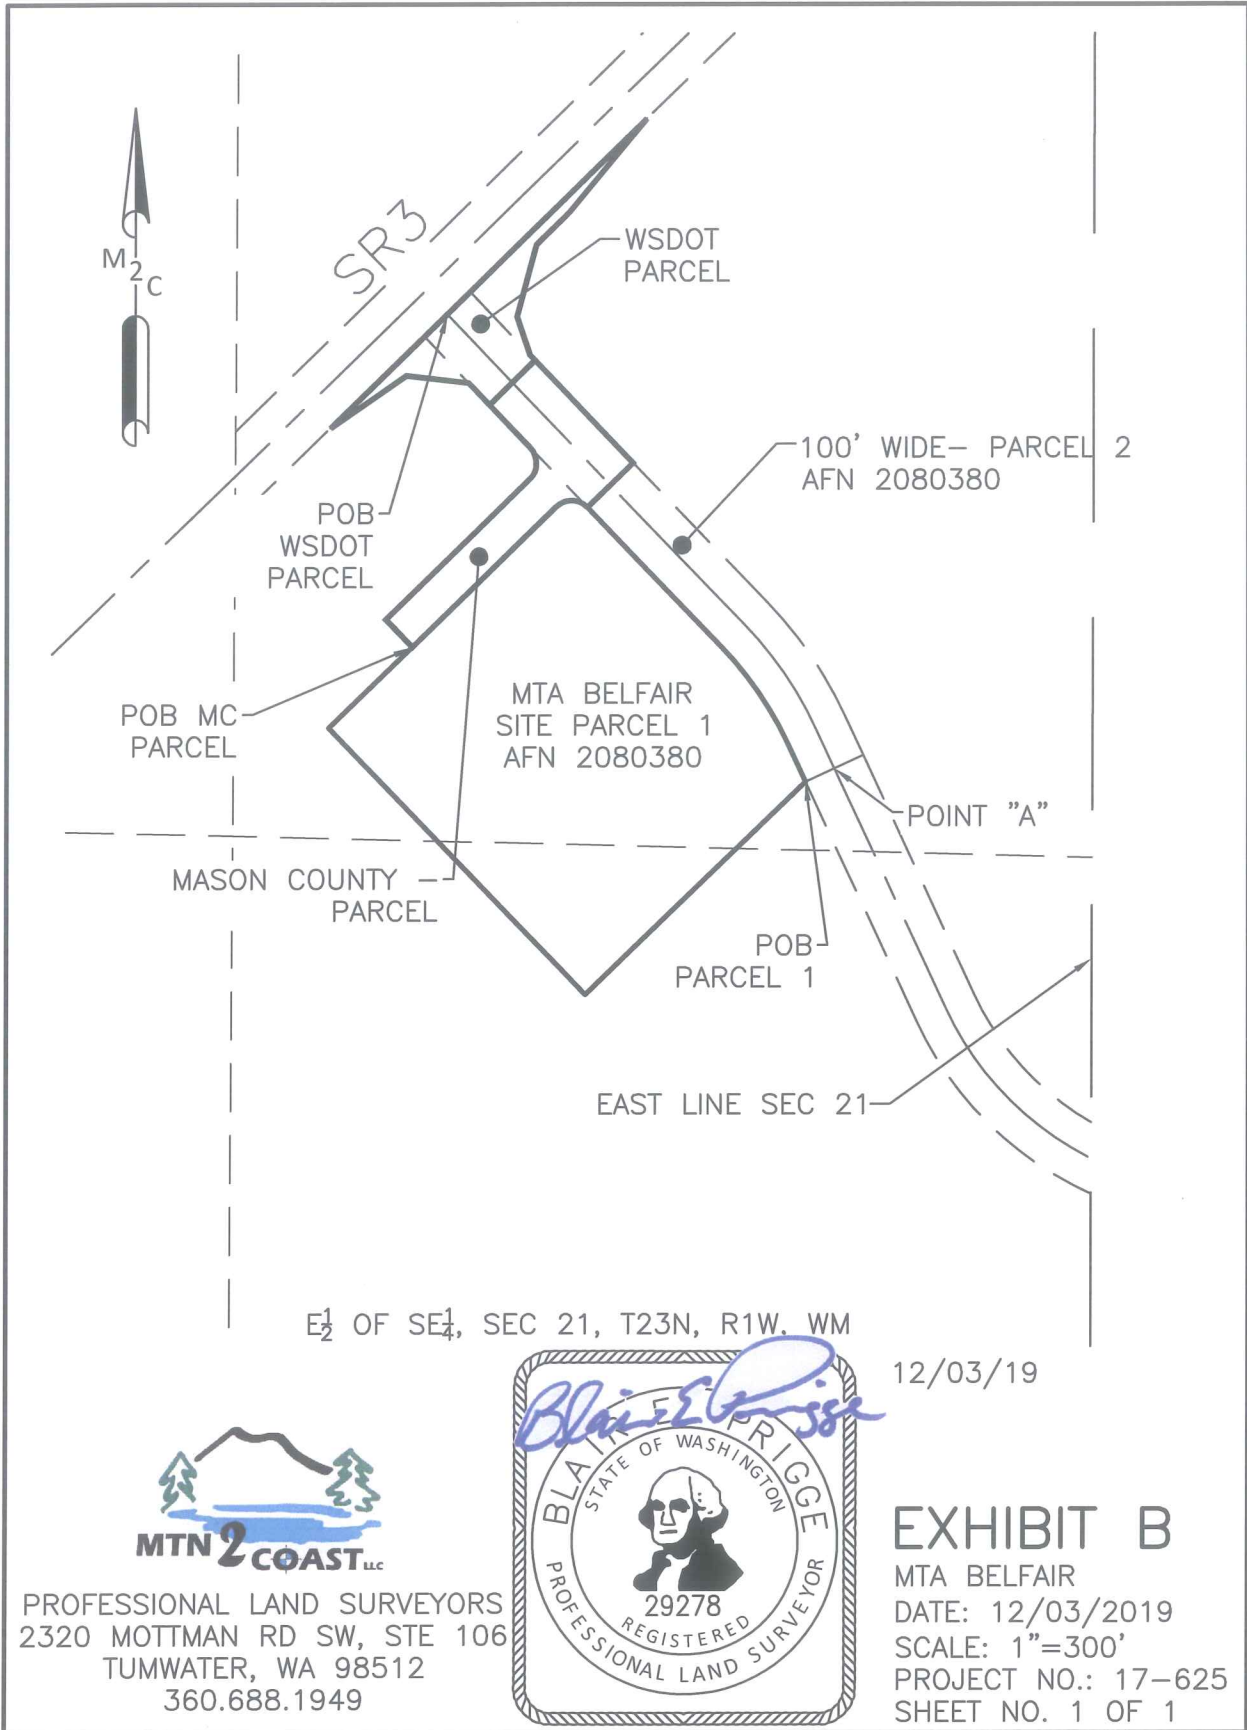 SR3
M2C
WSDOT
PARCEL
100' WIDE- PARCEL 2
AFN 2080380
POB
WSDOT
PARCEL
POB MC
PARCEL
MTA BELFAIR
SITE PARCEL 1
AFN 2080380
POINT "A"
MASON COUNTY
PARCEL
POB
PARCEL 1
EAST LINE SEC 21
E½ OF SE¼, SEC 21, T23N, R1W. WM
12/03/19
Blair E Prigge
BLAIR E. PRIGGE
STATE OF WASHINGTON
29278
REGISTERED
PROFESSIONAL LAND SURVEYOR
MTN 2 COAST LLC
PROFESSIONAL LAND SURVEYORS
2320 MOTTMAN RD SW, STE 106
TUMWATER, WA 98512
360.688.1949
EXHIBIT B
MTA BELFAIR
DATE: 12/03/2019
SCALE: 1"=300'
PROJECT NO.: 17-625
SHEET NO. 1 OF 1